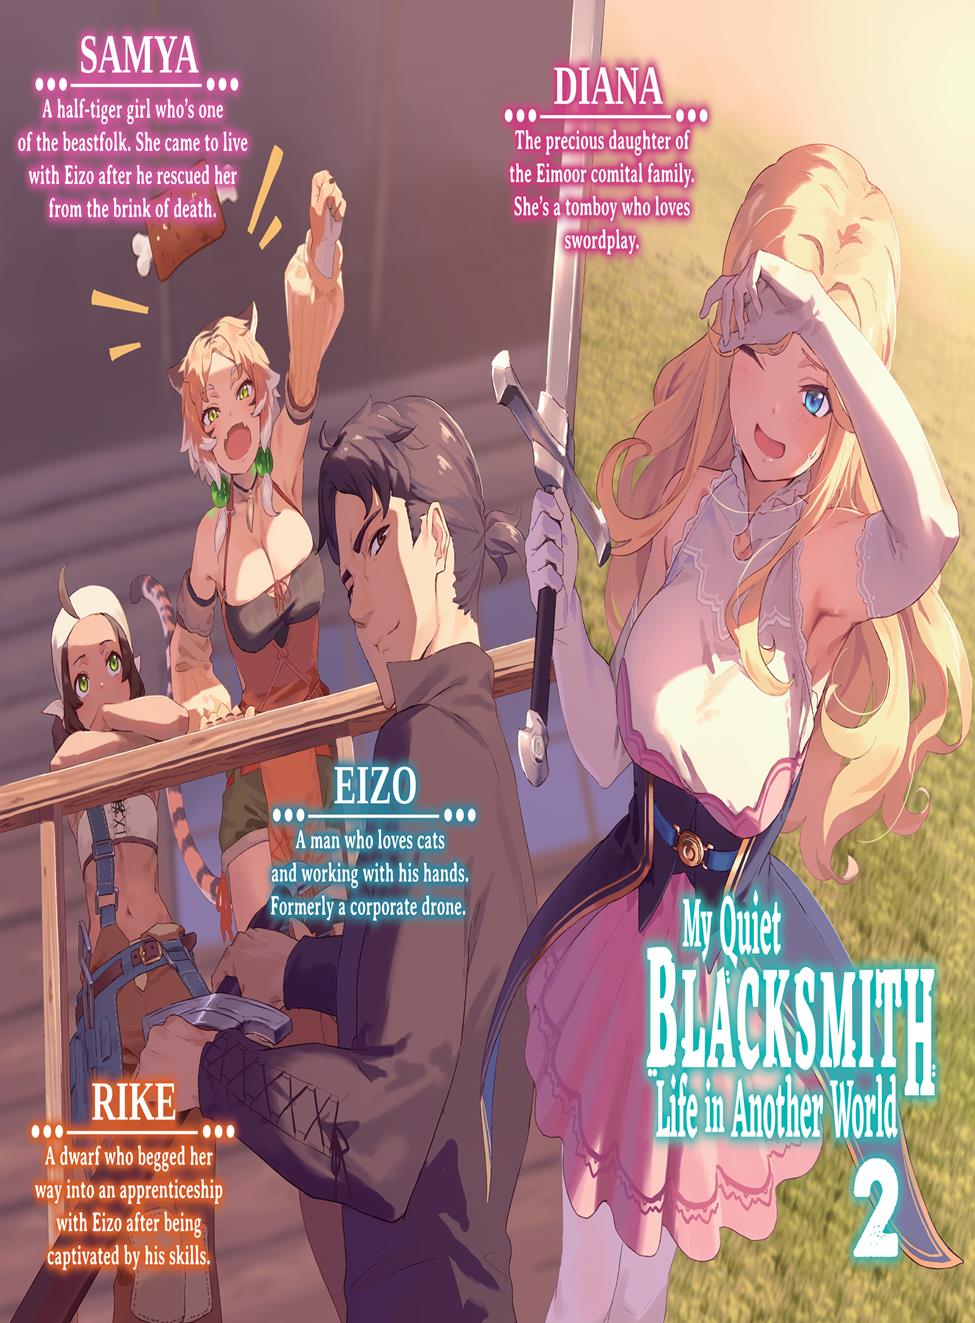 SAMYA
A half-tiger girl who's one
of the beastfolk. She came to live
with Eizo after he rescued her
from the brink of death.
DIANA
The precious daughter of
the Eimoor comital family.
She's a tomboy who loves
swordplay.
EIZO
A man who loves cats
and working with his hands.
Formerly a corporate drone.
RIKE
A dwarf who begged her
way into an apprenticeship
with Eizo after being
captivated by his skills.
My Quiet
BLACKSMITH
Life in Another World
2